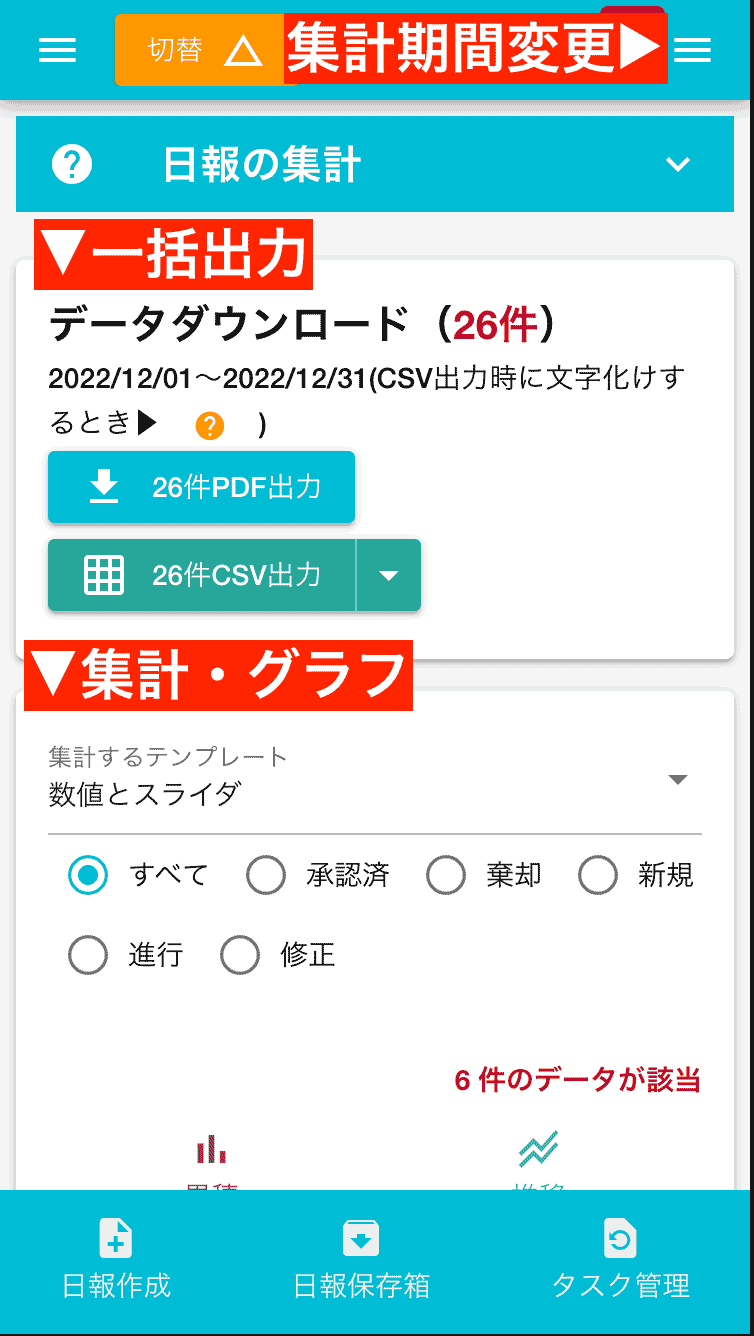 切替 △ 集計期間変更▶
日報の集計
▼一括出力
データダウンロード（26件）
2022/12/01～2022/12/31(CSV出力時に文字化けす
るとき▶ ? )
26件PDF出力
26件CSV出力
▼集計・グラフ
集計するテンプレート
数値とスライダ
すべて 承認済 棄却 新規
進行 修正
6 件のデータが該当
日報作成 日報保存箱 タスク管理